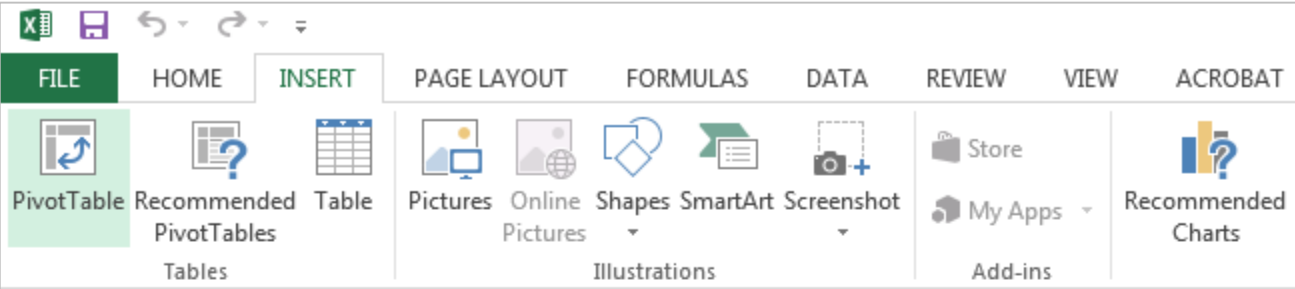 FILE HOME INSERT PAGE LAYOUT FORMULAS DATA REVIEW VIEW ACROBAT
PivotTable
Recommended
PivotTables
Table
Pictures
Online
Pictures
Shapes
SmartArt
Screenshot
Store
My Apps
Recommended
Charts
Tables
Illustrations
Add-ins